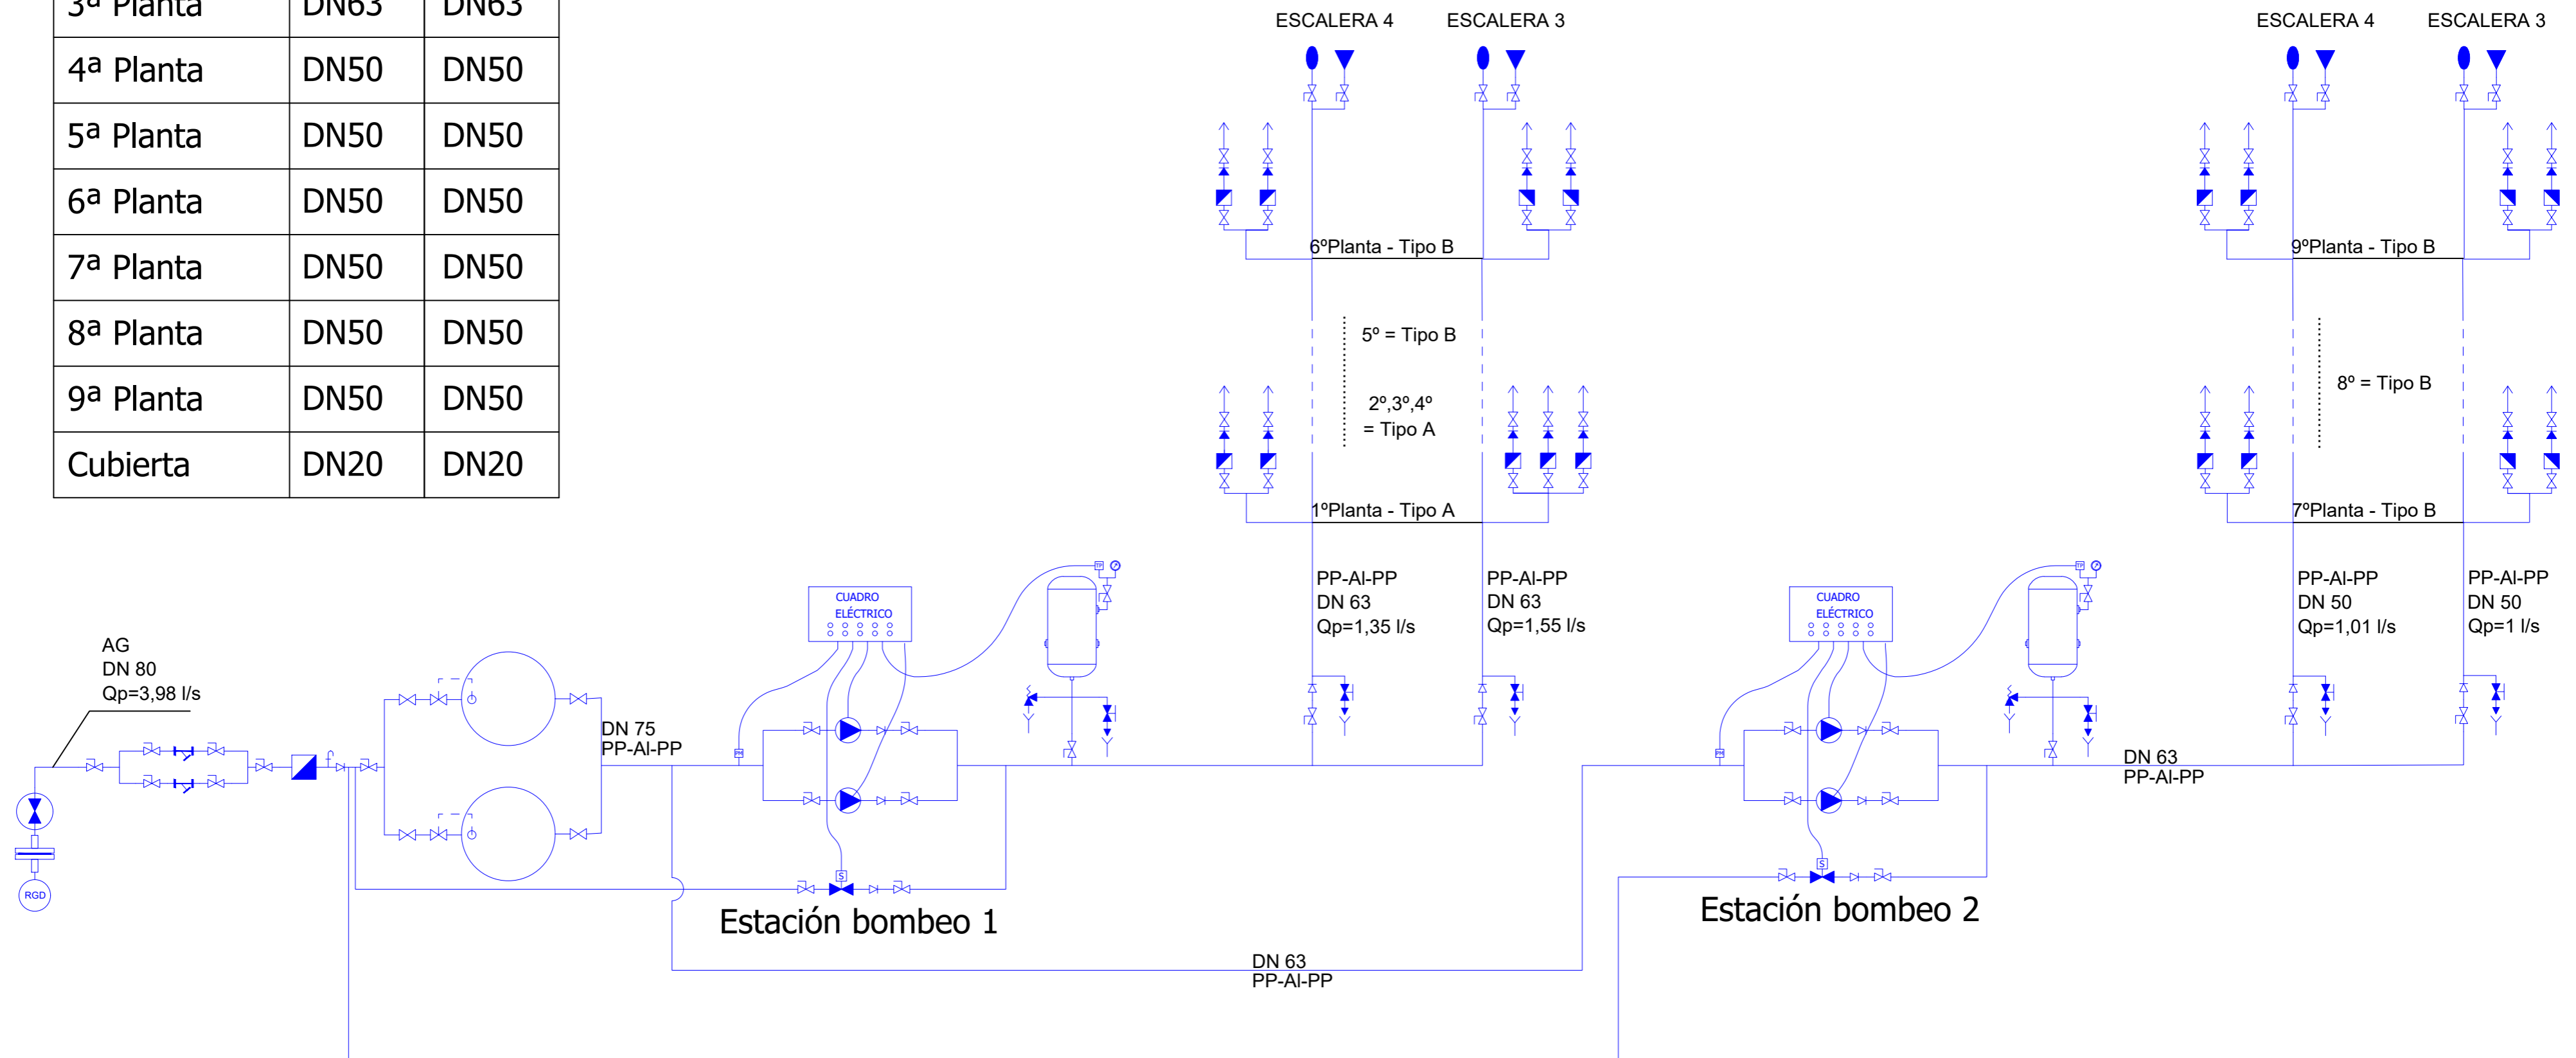 3ª Planta DN63 DN63
4ª Planta DN50 DN50
5ª Planta DN50 DN50
6ª Planta DN50 DN50
7ª Planta DN50 DN50
8ª Planta DN50 DN50
9ª Planta DN50 DN50
Cubierta DN20 DN20
ESCALERA 4
ESCALERA 3
6ºPlanta - Tipo B
5º = Tipo B
2º,3º,4º
= Tipo A
1ºPlanta - Tipo A
PP-Al-PP
DN 63
Qp=1,35 l/s
PP-Al-PP
DN 63
Qp=1,55 l/s
ESCALERA 4
ESCALERA 3
9ºPlanta - Tipo B
8º = Tipo B
7ºPlanta - Tipo B
PP-Al-PP
DN 50
Qp=1,01 l/s
PP-Al-PP
DN 50
Qp=1 l/s
AG
DN 80
Qp=3,98 l/s
RGD
DN 75
PP-Al-PP
CUADRO
ELÉCTRICO
TP
S
Estación bombeo 1
DN 63
PP-Al-PP
CUADRO
ELÉCTRICO
TP
S
Estación bombeo 2
DN 63
PP-Al-PP